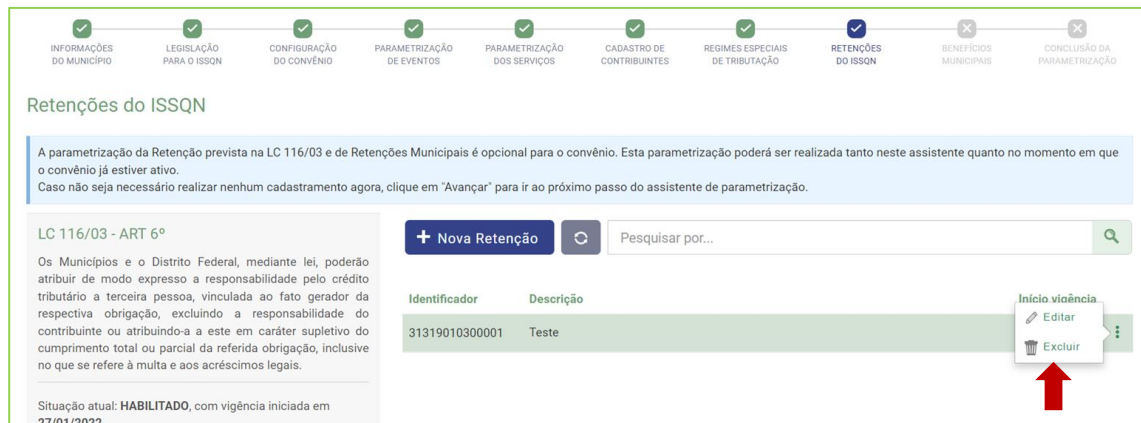 INFORMAÇÕES
DO MUNICÍPIO
LEGISLAÇÃO
PARA O ISSQN
CONFIGURAÇÃO
DO CONVÊNIO
PARAMETRIZAÇÃO
DE EVENTOS
PARAMETRIZAÇÃO
DOS SERVIÇOS
CADASTRO DE
CONTRIBUINTES
REGIMES ESPECIAIS
DE TRIBUTAÇÃO
RETENÇÕES
DO ISSQN
BENEFÍCIOS
MUNICIPAIS
CONCLUSÃO DA
PARAMETRIZAÇÃO
Retenções do ISSQN
A parametrização da Retenção prevista na LC 116/03 e de Retenções Municipais é opcional para o convênio. Esta parametrização poderá ser realizada tanto neste assistente quanto no momento em que
o convênio já estiver ativo.
Caso não seja necessário realizar nenhum cadastramento agora, clique em "Avançar" para ir ao próximo passo do assistente de parametrização.
LC 116/03 - ART 6º
Os Municípios e o Distrito Federal, mediante lei, poderão
atribuir de modo expresso a responsabilidade pelo crédito
tributário a terceira pessoa, vinculada ao fato gerador da
respectiva obrigação, excluindo a responsabilidade do
contribuinte ou atribuindo-a a este em caráter supletivo do
cumprimento total ou parcial da referida obrigação, inclusive
no que se refere à multa e aos acréscimos legais.
Situação atual: HABILITADO, com vigência iniciada em
27/01/2022
+ Nova Retenção
Pesquisar por...
Identificador Descrição Início vigência
31319010300001 Teste
Editar
Excluir